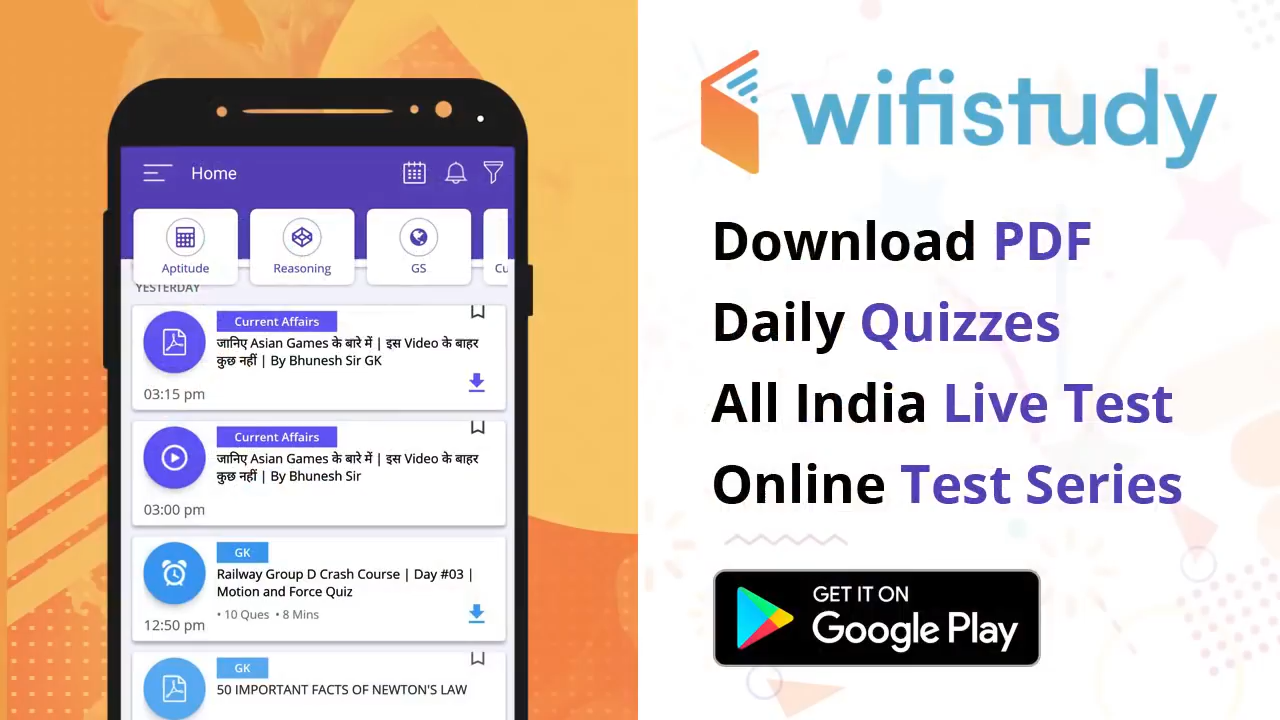 Home
Aptitude
Reasoning
GS
Cu
YESTERDAY
Current Affairs
जानिए Asian Games के बारे में | इस Video के बाहर
कुछ नहीं | By Bhunesh Sir GK
03:15 pm
Current Affairs
जानिए Asian Games के बारे में | इस Video के बाहर
कुछ नहीं | By Bhunesh Sir
03:00 pm
GK
Railway Group D Crash Course | Day #03 |
Motion and Force Quiz
• 10 Ques • 8 Mins
12:50 pm
GK
50 IMPORTANT FACTS OF NEWTON'S LAW
wifistudy
Download PDF
Daily Quizzes
All India Live Test
Online Test Series
GET IT ON
Google Play